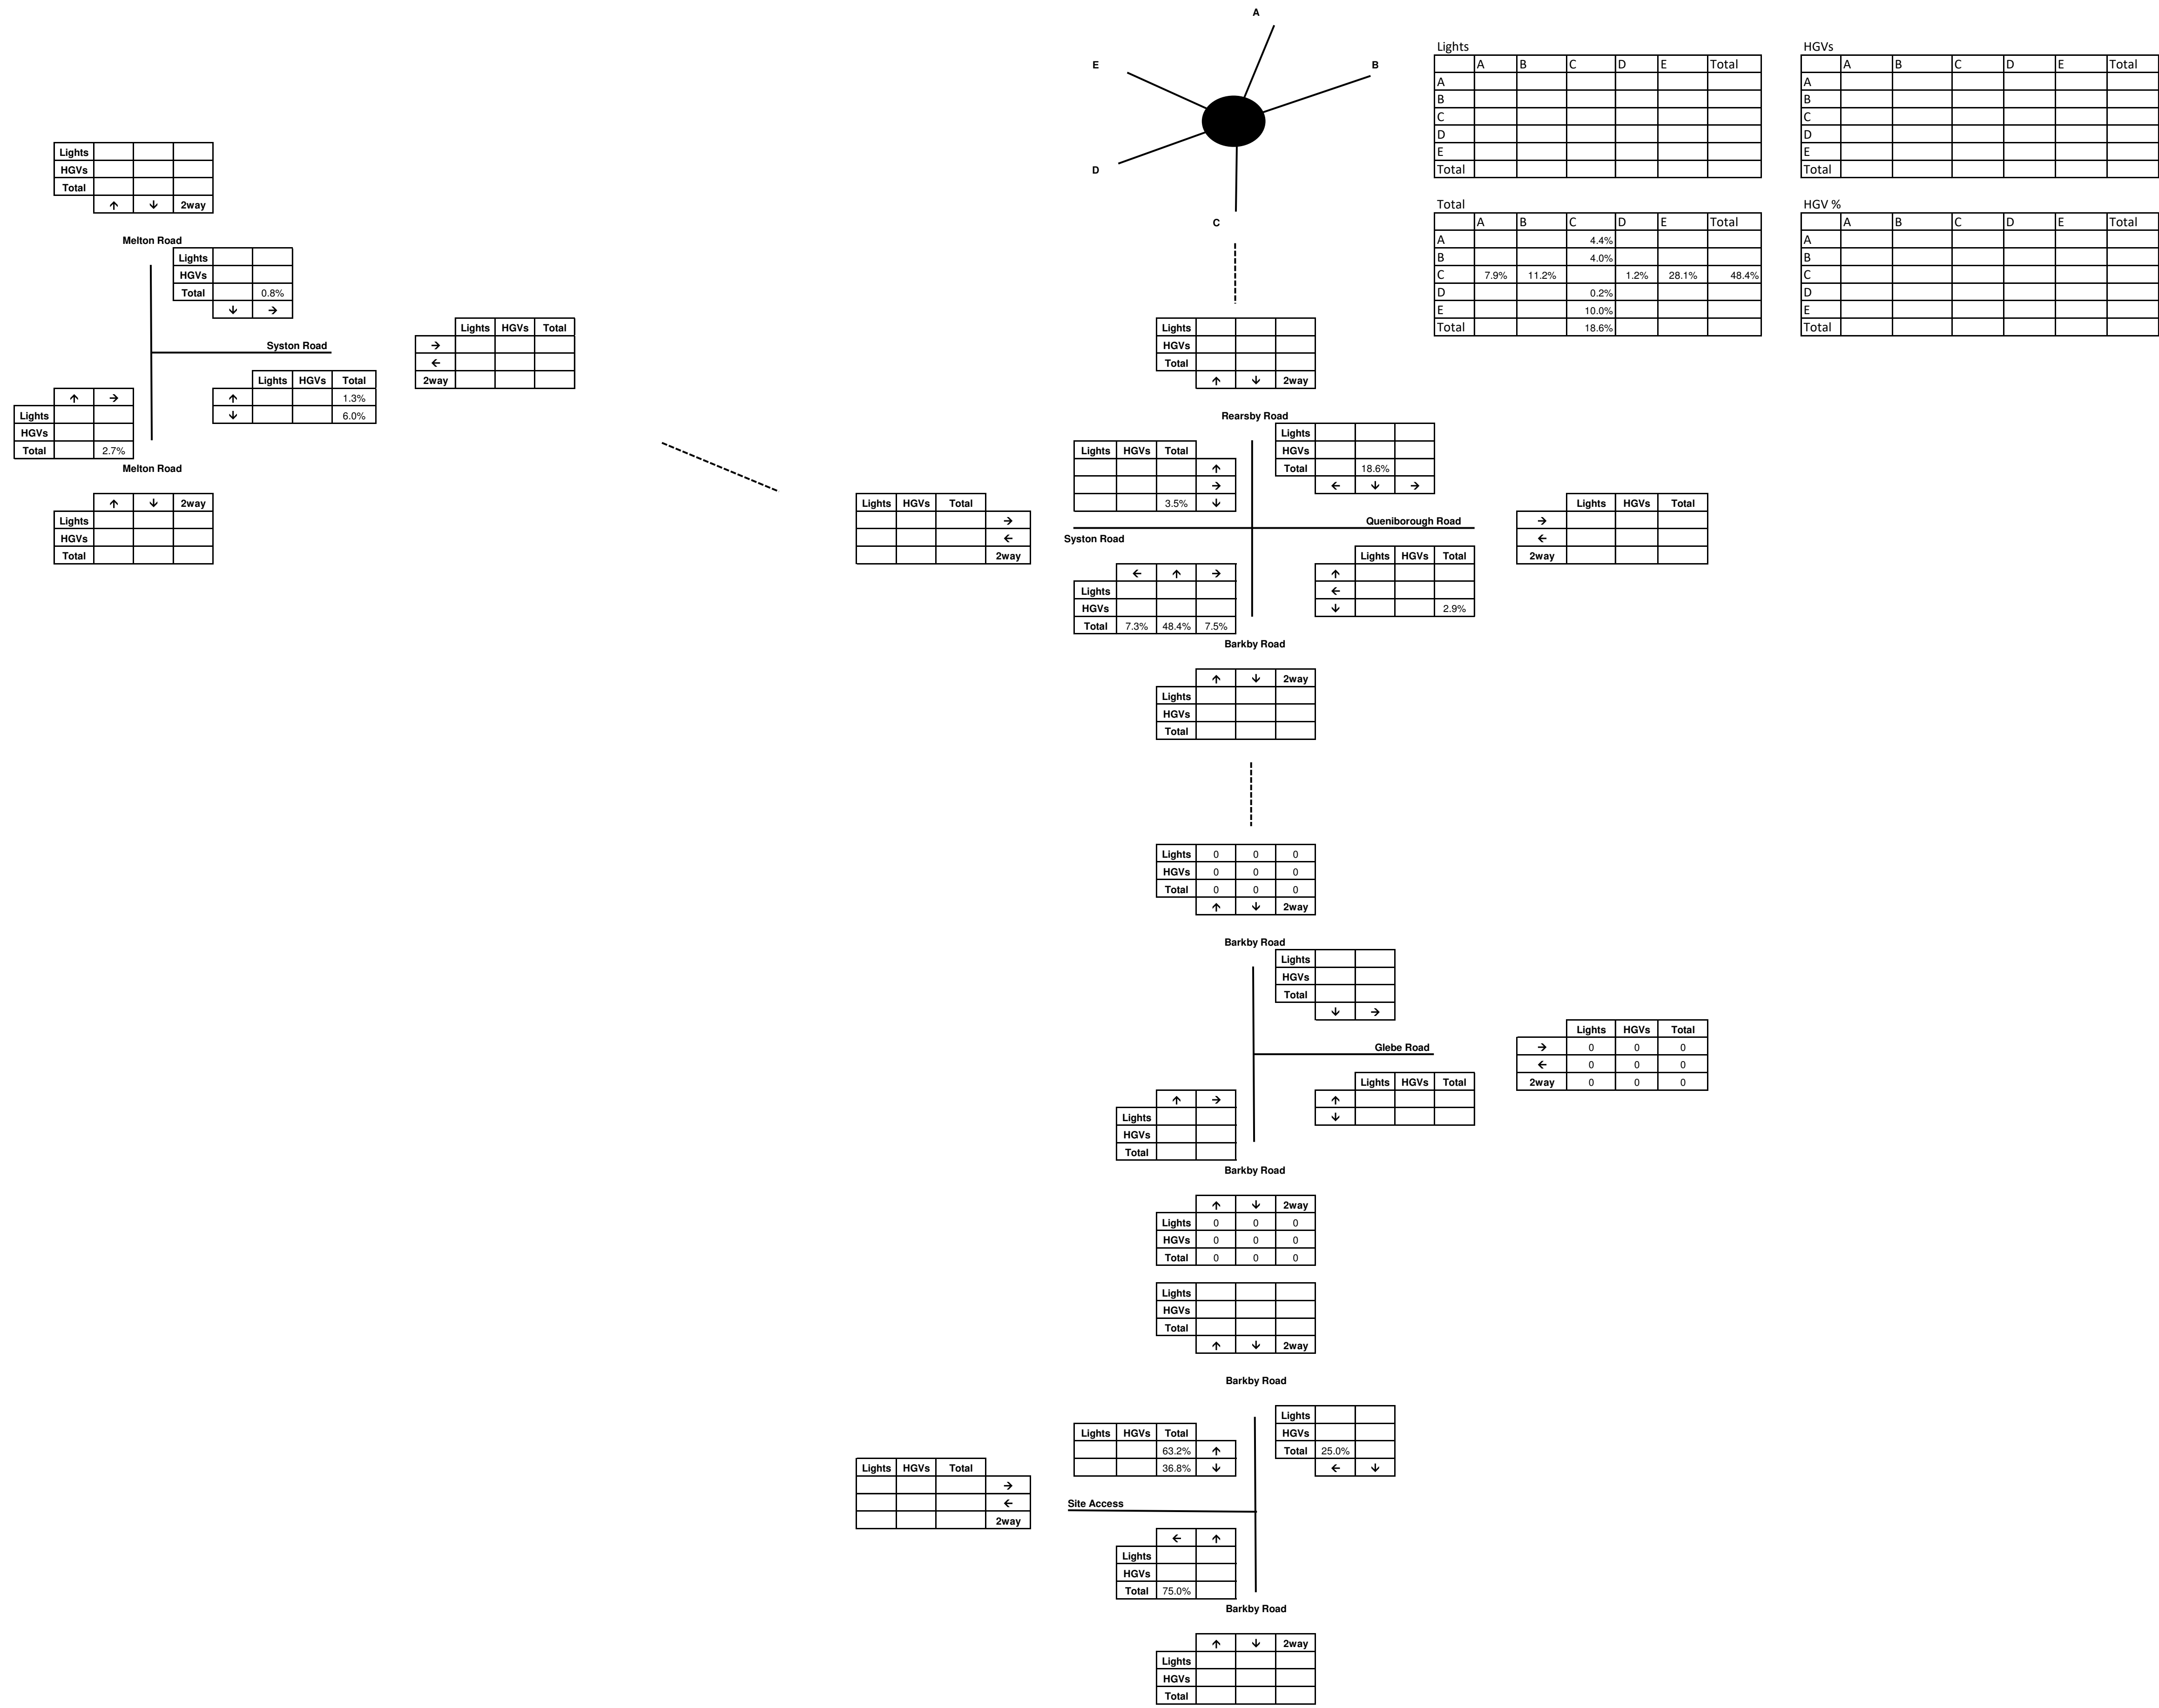 A
E
B
D
C
Lights
A B C D E Total
A
B
C
D
E
Total
HGVs
A B C D E Total
A
B
C
D
E
Total
Total
A B C D E Total
A 4.4%
B 4.0%
C 7.9% 11.2% 1.2% 28.1% 48.4%
D 0.2%
E 10.0%
Total 18.6%
HGV %
A B C D E Total
A
B
C
D
E
Total
Lights
HGVs
Total
↑ ↓ 2way
Melton Road
Lights
HGVs
Total 0.8%
↓ →
Syston Road
Lights HGVs Total
→
←
2way
Lights HGVs Total
↑ 1.3%
↓ 6.0%
↑ →
Lights
HGVs
Total 2.7%
Melton Road
↑ ↓ 2way
Lights
HGVs
Total
Lights
HGVs
Total
↑ ↓ 2way
Rearsby Road
Lights
HGVs
Total 18.6%
← ↓ →
Lights HGVs Total
↑
→
3.5% ↓
Lights HGVs Total
→
←
2way
Queniborough Road
Syston Road
Lights HGVs Total
→
←
2way
Lights HGVs Total
↑
←
↓ 2.9%
← ↑ →
Lights
HGVs
Total 7.3% 48.4% 7.5%
Barkby Road
↑ ↓ 2way
Lights
HGVs
Total
Lights 0 0 0
HGVs 0 0 0
Total 0 0 0
↑ ↓ 2way
Barkby Road
Lights
HGVs
Total
↓ →
Glebe Road
Lights HGVs Total
→ 0 0 0
← 0 0 0
2way 0 0 0
Lights HGVs Total
↑
↓
↑ →
Lights
HGVs
Total
Barkby Road
↑ ↓ 2way
Lights 0 0 0
HGVs 0 0 0
Total 0 0 0
Lights
HGVs
Total
↑ ↓ 2way
Barkby Road
Lights
HGVs
Total 25.0%
← ↓
Lights HGVs Total
63.2% ↑
36.8% ↓
Lights HGVs Total
→
←
2way
Site Access
← ↑
Lights
HGVs
Total 75.0%
Barkby Road
↑ ↓ 2way
Lights
HGVs
Total